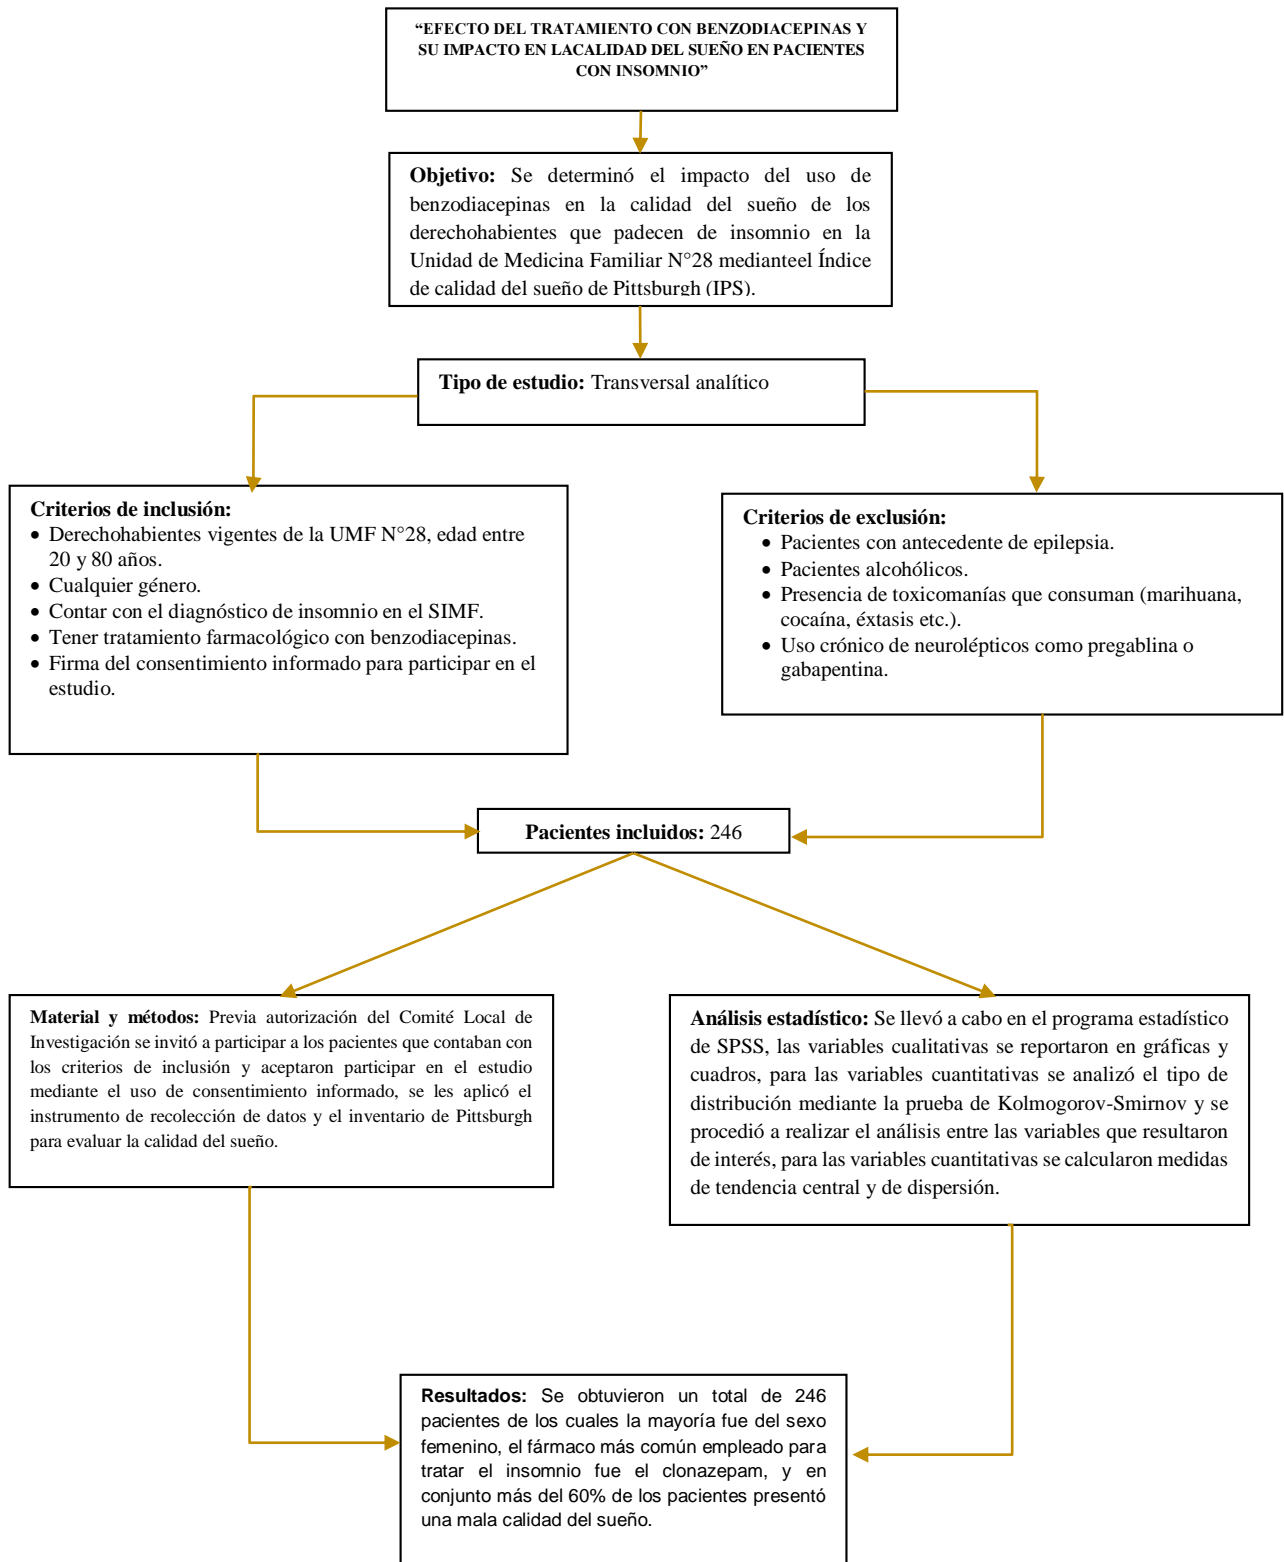 “EFECTO DEL TRATAMIENTO CON BENZODIACEPINAS Y
SU IMPACTO EN LACALIDAD DEL SUEÑO EN PACIENTES
CON INSOMNIO”
Objetivo: Se determinó el impacto del uso de
benzodiacepinas en la calidad del sueño de los
derechohabientes que padecen de insomnio en la
Unidad de Medicina Familiar N°28 medianteel Índice
de calidad del sueño de Pittsburgh (IPS).
Tipo de estudio: Transversal analítico
Criterios de inclusión:
• Derechohabientes vigentes de la UMF N°28, edad entre
20 y 80 años.
• Cualquier género.
• Contar con el diagnóstico de insomnio en el SIMF.
• Tener tratamiento farmacológico con benzodiacepinas.
• Firma del consentimiento informado para participar en el
estudio.
Criterios de exclusión:
• Pacientes con antecedente de epilepsia.
• Pacientes alcohólicos.
• Presencia de toxicomanías que consuman (marihuana,
cocaína, éxtasis etc.).
• Uso crónico de neurolépticos como pregablina o
gabapentina.
Pacientes incluidos: 246
Material y métodos: Previa autorización del Comité Local de
Investigación se invitó a participar a los pacientes que contaban con
los criterios de inclusión y aceptaron participar en el estudio
mediante el uso de consentimiento informado, se les aplicó el
instrumento de recolección de datos y el inventario de Pittsburgh
para evaluar la calidad del sueño.
Análisis estadístico: Se llevó a cabo en el programa estadístico
de SPSS, las variables cualitativas se reportaron en gráficas y
cuadros, para las variables cuantitativas se analizó el tipo de
distribución mediante la prueba de Kolmogorov-Smirnov y se
procedió a realizar el análisis entre las variables que resultaron
de interés, para las variables cuantitativas se calcularon medidas
de tendencia central y de dispersión.
Resultados: Se obtuvieron un total de 246
pacientes de los cuales la mayoría fue del sexo
femenino, el fármaco más común empleado para
tratar el insomnio fue el clonazepam, y en
conjunto más del 60% de los pacientes presentó
una mala calidad del sueño.